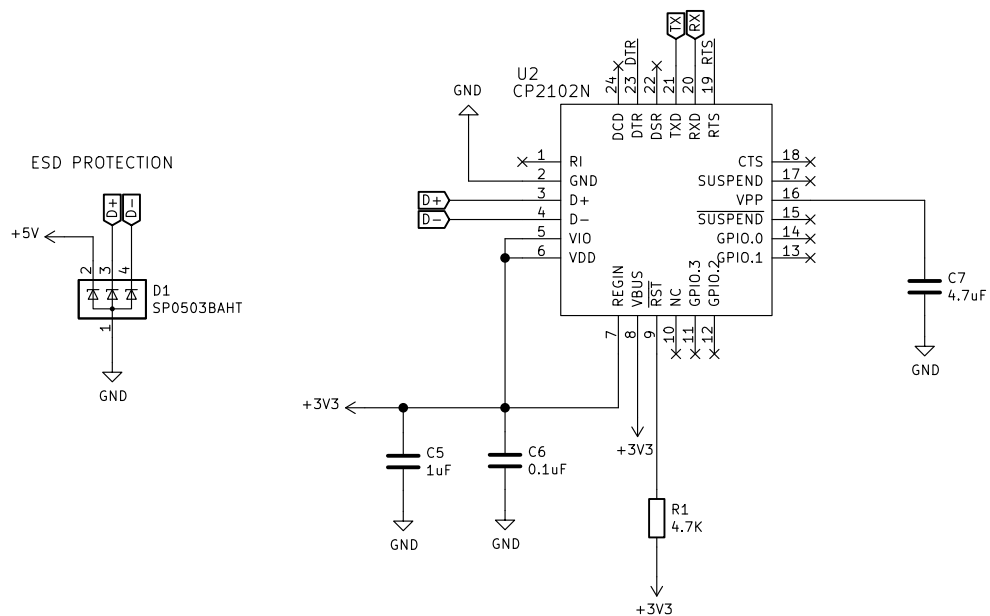 ESD PROTECTION
D+
D-
+5V
2
3
4
D1
SP0503BAHT
1
GND
U2
CP2102N
GND
TX
RX
DTR
RTS
24
23
22
21
20
19
DCD
DTR
DSR
TXD
RXD
RTS
1 RI
2 GND
D+ 3 D+
D- 4 D-
5 VIO
6 VDD
CTS 18
SUSPEND 17
VPP 16
SUSPEND 15
GPIO.0 14
GPIO.1 13
REGIN
VBUS
RST
NC
GPIO.3
GPIO.2
7
8
9
10
11
12
C7
4.7uF
GND
+3V3
C5
1uF
GND
C6
0.1uF
GND
+3V3
R1
4.7K
+3V3